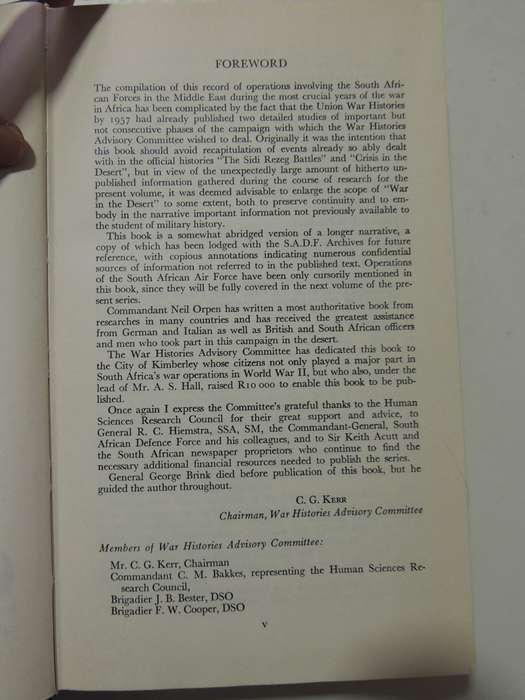 FOREWORD
The compilation of this record of operations involving the South Afri-
can Forces in the Middle East during the most crucial years of the war
in Africa has been complicated by the fact that the Union War Histories
by 1957 had already published two detailed studies of important but
not consecutive phases of the campaign with which the War Histories
Advisory Committee wished to deal. Originally it was the intention that
this book should avoid recapitulation of events already so ably dealt
with in the official histories "The Sidi Rezeg Battles" and "Crisis in the
Desert", but in view of the unexpectedly large amount of hitherto un-
published information gathered during the course of research for the
present volume, it was deemed advisable to enlarge the scope of "War
in the Desert" to some extent, both to preserve continuity and to em-
body in the narrative important information not previously available to
the student of military history.
This book is a somewhat abridged version of a longer narrative, a
copy of which has been lodged with the S.A.D.F. Archives for future
reference, with copious annotations indicating numerous confidential
sources of information not referred to in the published text. Operations
of the South African Air Force have been only cursorily mentioned in
this book, since they will be fully covered in the next volume of the pre-
sent series.
Commandant Neil Orpen has written a most authoritative book from
researches in many countries and has received the greatest assistance
from German and Italian as well as British and South African officers
and men who took part in this campaign in the desert.
The War Histories Advisory Committee has dedicated this book to
the City of Kimberley whose citizens not only played a major part in
South Africa's war operations in World War II, but who also, under the
lead of Mr. A. S. Hall, raised R10 000 to enable this book to be pub-
lished.
Once again I express the Committee's grateful thanks to the Human
Sciences Research Council for their great support and advice, to
General R. C. Hiemstra, SSA, SM, the Commandant-General, South
African Defence Force and his colleagues, and to Sir Keith Acutt and
the South African newspaper proprietors who continue to find the
necessary additional financial resources needed to publish the series.
General George Brink died before publication of this book, but he
guided the author throughout.
C. G. KERR
Chairman, War Histories Advisory Committee
Members of War Histories Advisory Committee:
Mr. C. G. Kerr, Chairman
Commandant C. M. Bakkes, representing the Human Sciences Re-
search Council,
Brigadier J. B. Bester, DSO
Brigadier F. W. Cooper, DSO
v